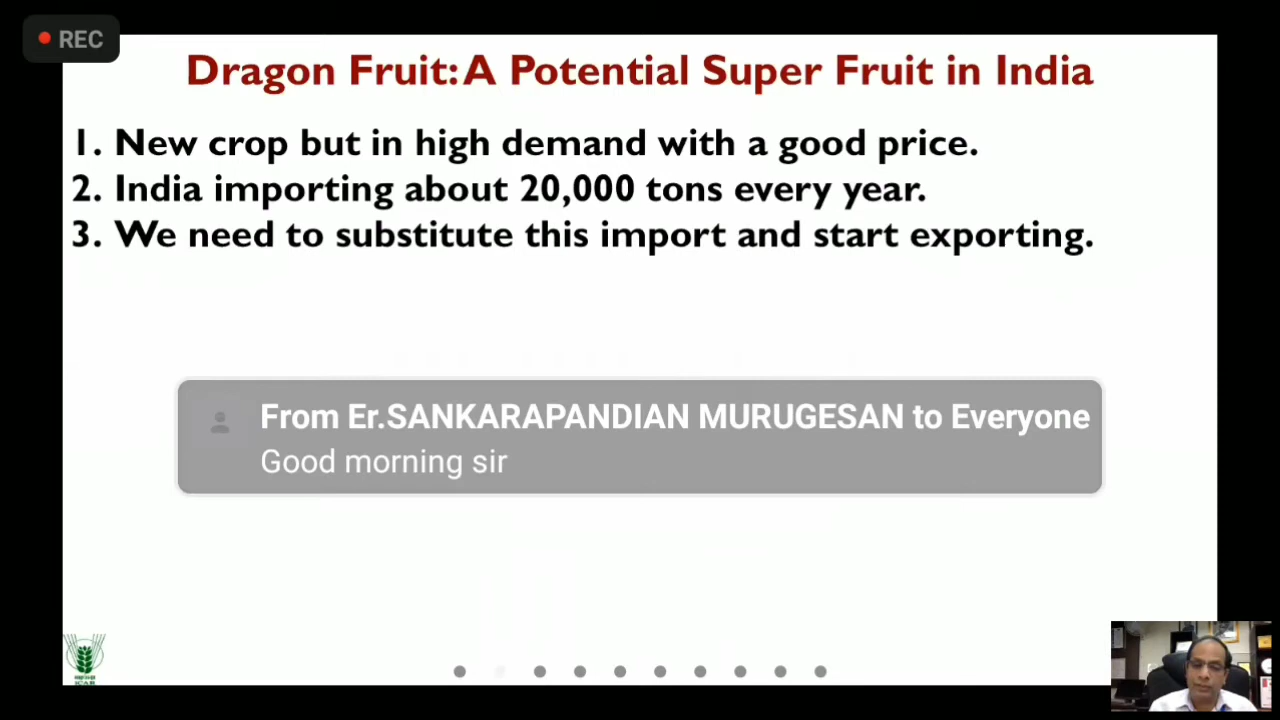 REC
Dragon Fruit: A Potential Super Fruit in India
1. New crop but in high demand with a good price.
2. India importing about 20,000 tons every year.
3. We need to substitute this import and start exporting.
From Er.SANKARAPANDIAN MURUGESAN to Everyone
Good morning sir
ICAR